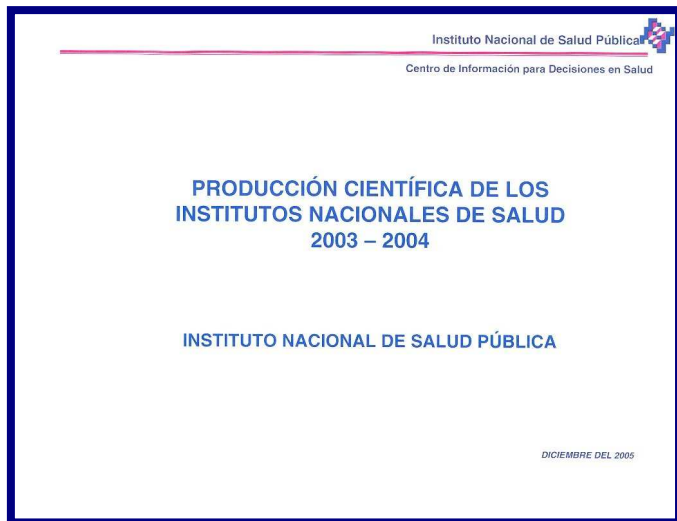 Instituto Nacional de Salud Pública
Centro de Información para Decisiones en Salud
PRODUCCIÓN CIENTÍFICA DE LOS
INSTITUTOS NACIONALES DE SALUD
2003 – 2004
INSTITUTO NACIONAL DE SALUD PÚBLICA
DICIEMBRE DEL 2005